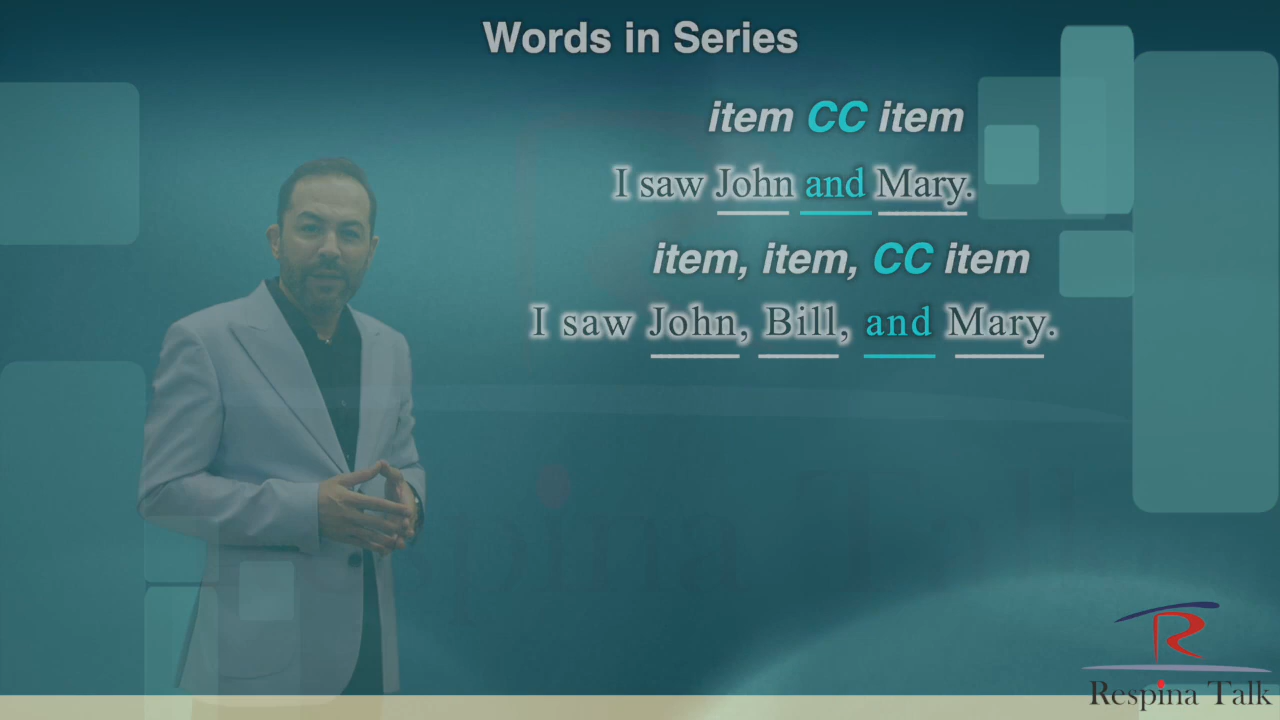 Words in Series
item CC item
I saw John and Mary.
item, item, CC item
I saw John, Bill, and Mary.
Respina Talk